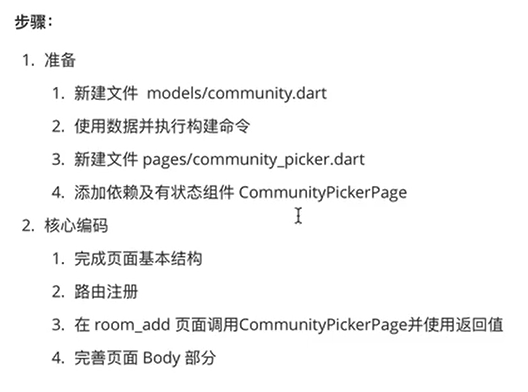 步骤：
1. 准备
1. 新建文件 models/community.dart
2. 使用数据并执行构建命令
3. 新建文件 pages/community_picker.dart
4. 添加依赖及有状态组件 CommunityPickerPage
2. 核心编码
1. 完成页面基本结构
2. 路由注册
3. 在 room_add 页面调用CommunityPickerPage并使用返回值
4. 完善页面 Body 部分